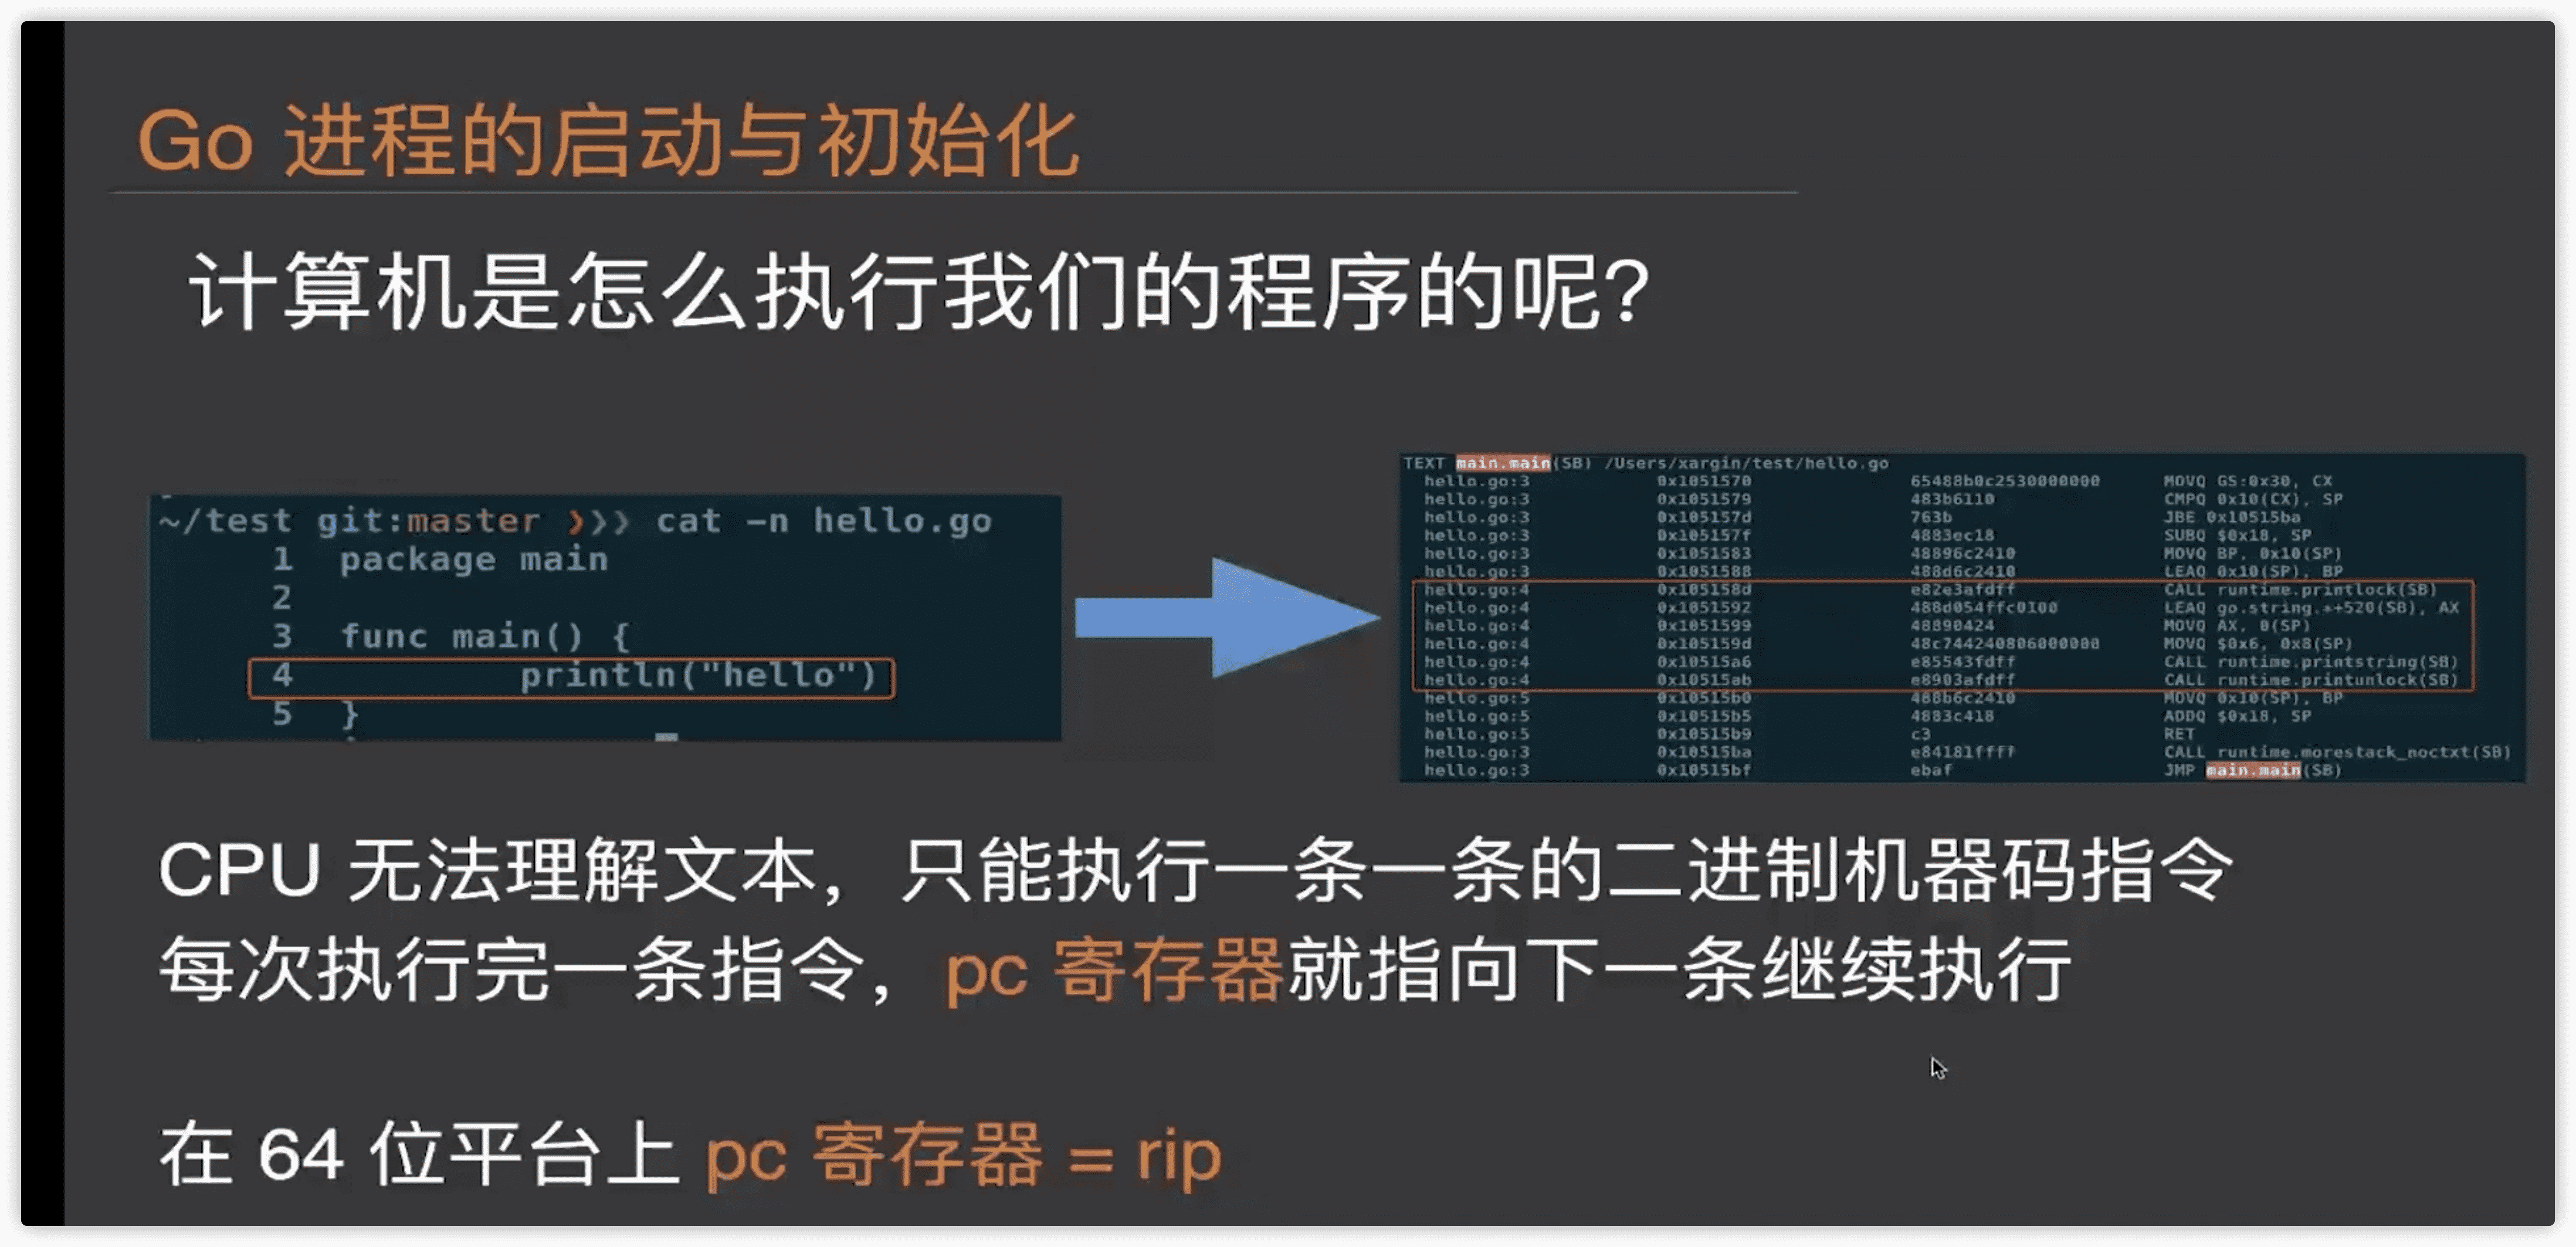 Go 进程的启动与初始化
计算机是怎么执行我们的程序的呢?
~/test git:master ❯❯❯ cat -n hello.go
1 package main
2
3 func main() {
4 println("hello")
5 }
TEXT main.main(SB) /Users/xargin/test/hello.go
hello.go:3 0x1051570 65488b0c2530000000 MOVQ GS:0x30, CX
hello.go:3 0x1051579 483b6110 CMPQ 0x10(CX), SP
hello.go:3 0x105157d 763b JBE 0x10515ba
hello.go:3 0x105157f 4883ec18 SUBQ $0x18, SP
hello.go:3 0x1051583 48896c2410 MOVQ BP, 0x10(SP)
hello.go:3 0x1051588 488d6c2410 LEAQ 0x10(SP), BP
hello.go:4 0x105158d e82e3afdff CALL runtime.printlock(SB)
hello.go:4 0x1051592 488d054ffc0100 LEAQ go.string.*+520(SB), AX
hello.go:4 0x1051599 48890424 MOVQ AX, 0(SP)
hello.go:4 0x105159d 48c744240806000000 MOVQ $0x6, 0x8(SP)
hello.go:4 0x10515a6 e85543fdff CALL runtime.printstring(SB)
hello.go:4 0x10515ab e8903afdff CALL runtime.printunlock(SB)
hello.go:5 0x10515b0 488b6c2410 MOVQ 0x10(SP), BP
hello.go:5 0x10515b5 4883c418 ADDQ $0x18, SP
hello.go:5 0x10515b9 c3 RET
hello.go:3 0x10515ba e84181ffff CALL runtime.morestack_noctxt(SB)
hello.go:3 0x10515bf ebaf JMP main.main(SB)
CPU 无法理解文本，只能执行一条一条的二进制机器码指令
每次执行完一条指令，pc 寄存器就指向下一条继续执行
在 64 位平台上 pc 寄存器 = rip